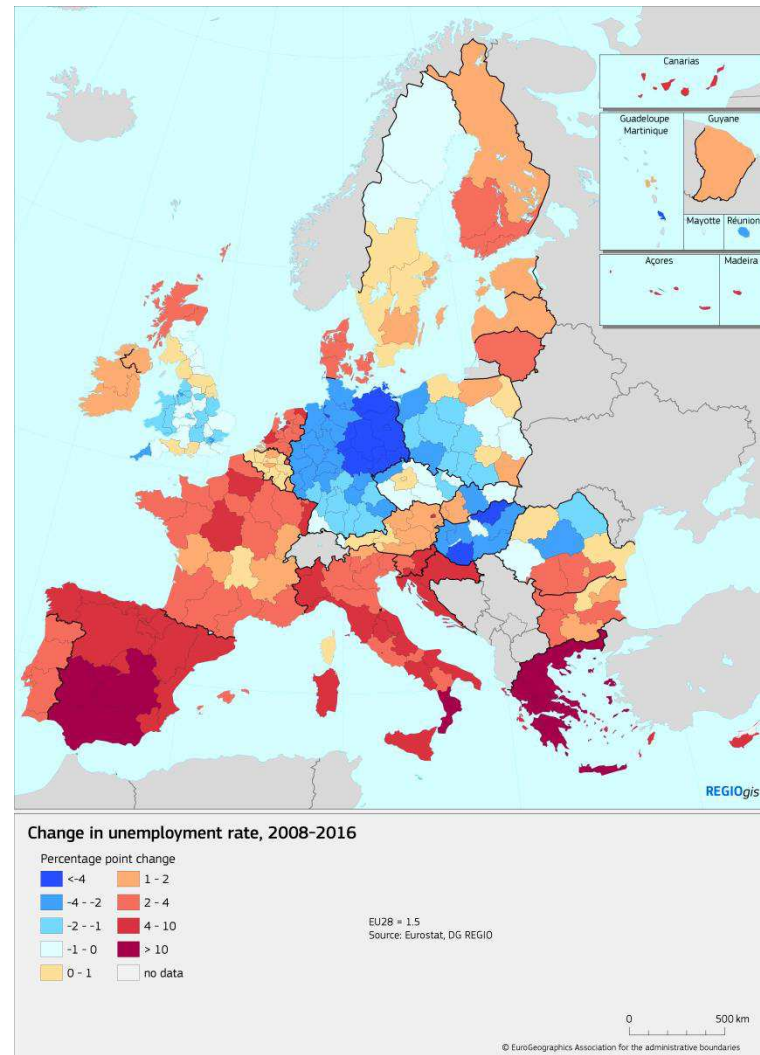 Canarias
Guadeloupe
Martinique
Guyane
Mayotte
Réunion
Açores
Madeira
REGIOgis
Change in unemployment rate, 2008-2016
Percentage point change
<-4
-4 - -2
-2 - -1
-1 - 0
0 - 1
1 - 2
2 - 4
4 - 10
> 10
no data
EU28 = 1.5
Source: Eurostat, DG REGIO
0 500 km
© EuroGeographics Association for the administrative boundaries